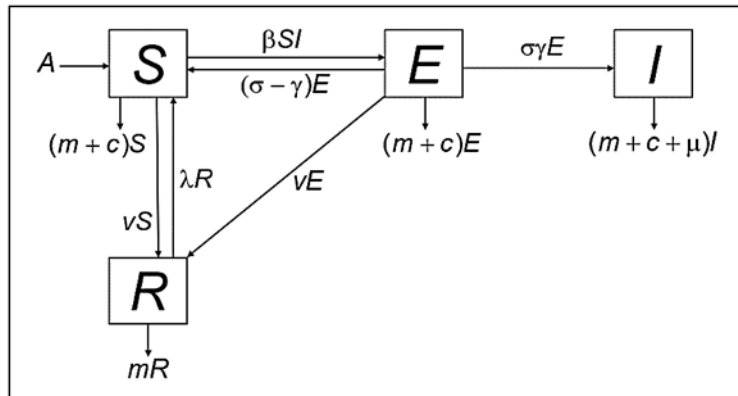 βSI
A S E σγE I
(σ – γ)E
(m + c)S (m + c)E (m + c + μ)I
λR
vE
vS
R
mR